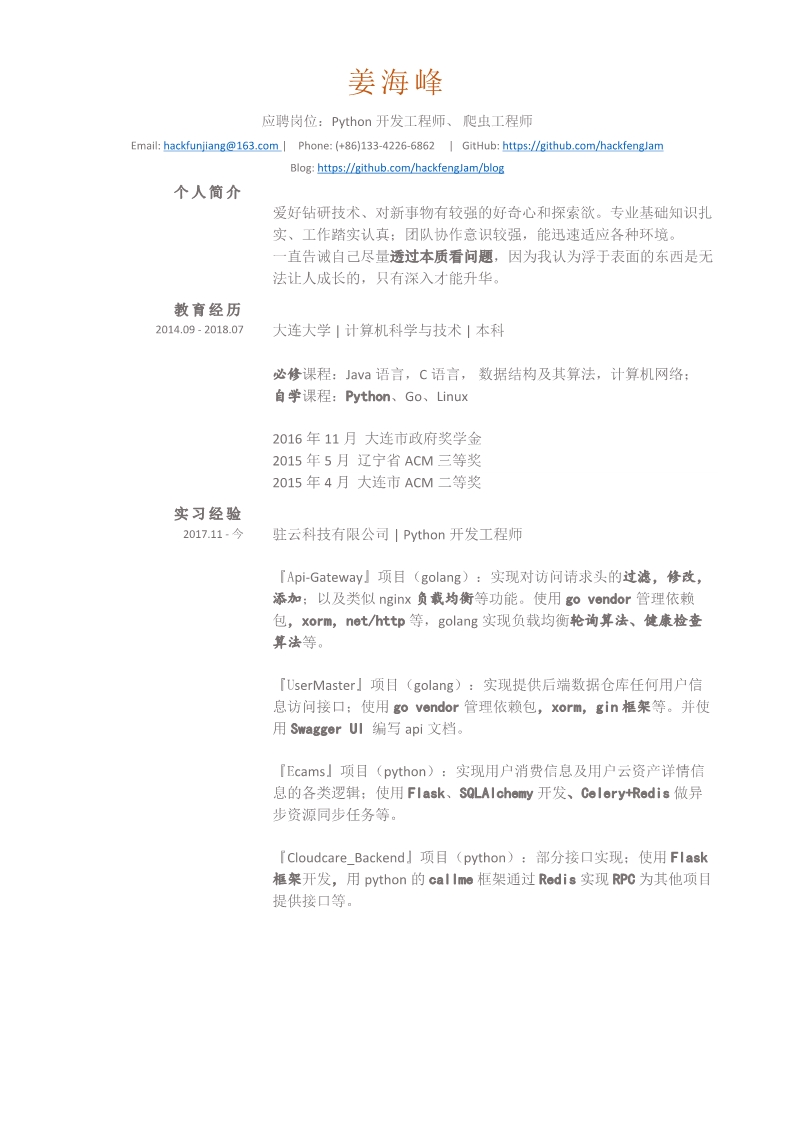 姜海峰
应聘岗位：Python 开发工程师、 爬虫工程师
Email: hackfunjiang@163.com | Phone: (+86)133-4226-6862 | GitHub: https://github.com/hackfengJam
Blog: https://github.com/hackfengJam/blog
个人简介
爱好钻研技术、对新事物有较强的好奇心和探索欲。专业基础知识扎
实、工作踏实认真；团队协作意识较强，能迅速适应各种环境。
一直告诫自己尽量透过本质看问题，因为我认为浮于表面的东西是无
法让人成长的，只有深入才能升华。
教育经历
2014.09 - 2018.07 大连大学 | 计算机科学与技术 | 本科
必修课程：Java 语言，C 语言， 数据结构及其算法，计算机网络；
自学课程：Python、Go、Linux
2016 年 11 月 大连市政府奖学金
2015 年 5 月 辽宁省 ACM 三等奖
2015 年 4 月 大连市 ACM 二等奖
实习经验
2017.11 - 今 驻云科技有限公司 | Python 开发工程师
『Api-Gateway』项目（golang）：实现对访问请求头的过滤，修改，
添加；以及类似 nginx 负载均衡等功能。使用 go vendor 管理依赖
包，xorm，net/http 等，golang 实现负载均衡轮询算法、健康检查
算法等。
『UserMaster』项目（golang）：实现提供后端数据仓库任何用户信
息访问接口；使用 go vendor 管理依赖包，xorm，gin 框架等。并使
用 Swagger UI 编写 api 文档。
『Ecams』项目（python）：实现用户消费信息及用户云资产详情信
息的各类逻辑；使用 Flask、SQLAlchemy 开发、Celery+Redis 做异
步资源同步任务等。
『Cloudcare_Backend』项目（python）：部分接口实现；使用 Flask
框架开发，用 python 的 callme 框架通过 Redis 实现 RPC 为其他项目
提供接口等。